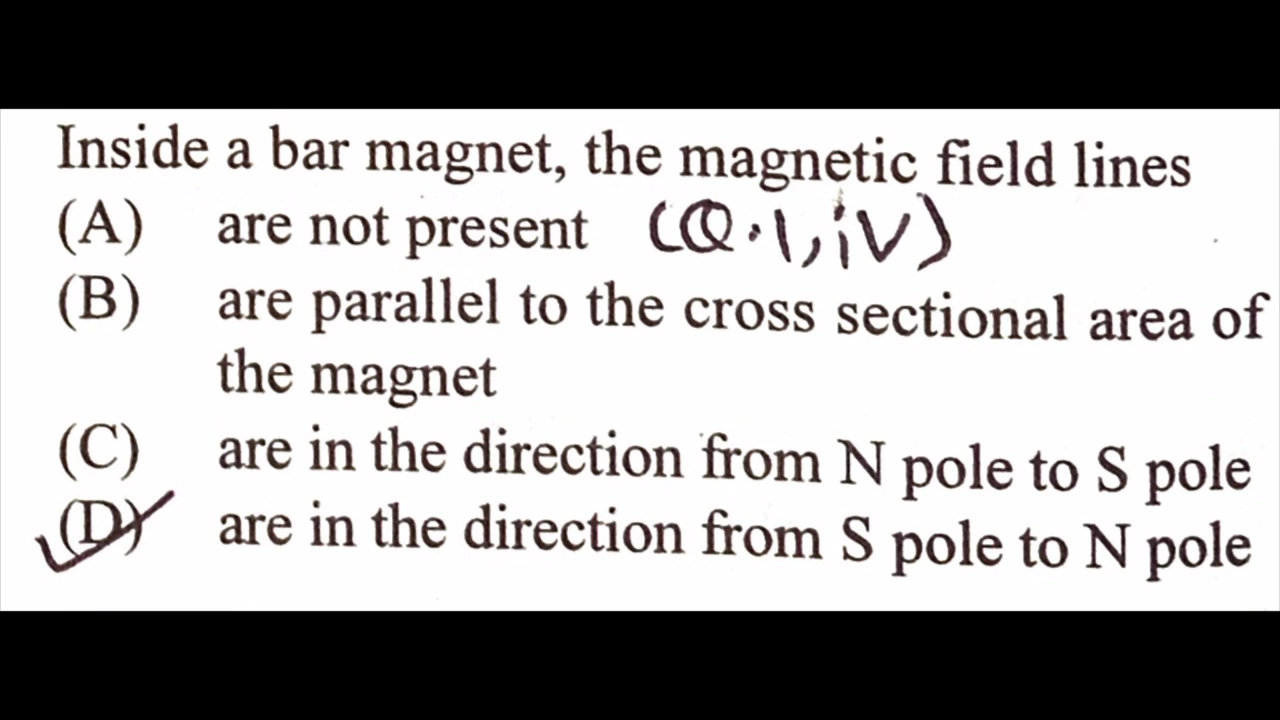 Inside a bar magnet, the magnetic field lines
(A) are not present (Q.1,iv)
(B) are parallel to the cross sectional area of
the magnet
(C) are in the direction from N pole to S pole
(D) are in the direction from S pole to N pole